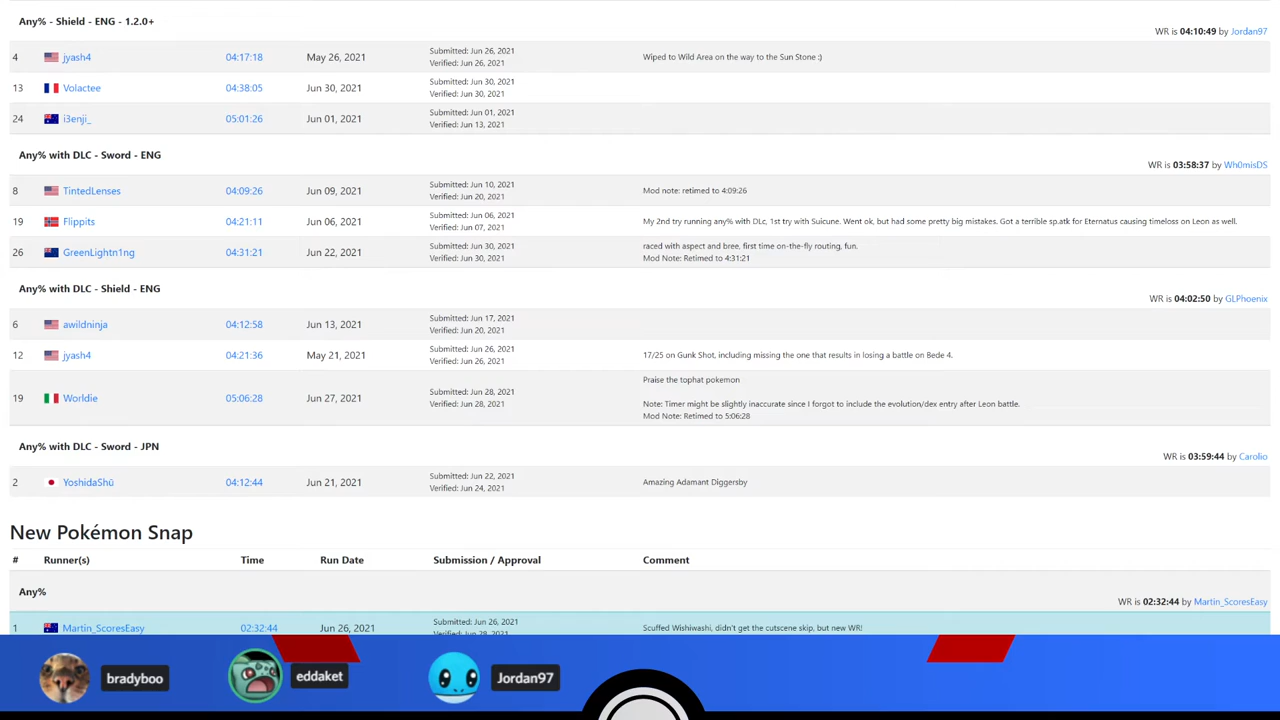 Any% - Shield - ENG - 1.2.0+
WR is 04:10:49 by Jordan97
4 jyash4 04:17:18 May 26, 2021 Submitted: Jun 26, 2021 Wiped to Wild Area on the way to the Sun Stone :)
Verified: Jun 26, 2021
13 Volactee 04:38:05 Jun 30, 2021 Submitted: Jun 30, 2021
Verified: Jun 30, 2021
24 i3enji_ 05:01:26 Jun 01, 2021 Submitted: Jun 01, 2021
Verified: Jun 13, 2021
Any% with DLC - Sword - ENG
WR is 03:58:37 by Wh0misDS
8 TintedLenses 04:09:26 Jun 09, 2021 Submitted: Jun 10, 2021 Mod note: retimed to 4:09:26
Verified: Jun 20, 2021
19 Flippits 04:21:11 Jun 06, 2021 Submitted: Jun 06, 2021 My 2nd try running any% with DLc, 1st try with Suicune. Went ok, but had some pretty big mistakes. Got a terrible sp.atk for Eternatus causing timeloss on Leon as well.
Verified: Jun 07, 2021
26 GreenLightn1ng 04:31:21 Jun 22, 2021 Submitted: Jun 30, 2021 raced with aspect and bree, first time on-the-fly routing, fun.
Verified: Jun 30, 2021 Mod Note: Retimed to 4:31:21
Any% with DLC - Shield - ENG
WR is 04:02:50 by GLPhoenix
6 awildninja 04:12:58 Jun 13, 2021 Submitted: Jun 17, 2021
Verified: Jun 20, 2021
12 jyash4 04:21:36 May 21, 2021 Submitted: Jun 26, 2021 17/25 on Gunk Shot, including missing the one that results in losing a battle on Bede 4.
Verified: Jun 26, 2021
Praise the tophat pokemon
19 Worldie 05:06:28 Jun 27, 2021 Submitted: Jun 28, 2021
Verified: Jun 28, 2021 Note: Timer might be slightly inaccurate since I forgot to include the evolution/dex entry after Leon battle.
Mod Note: Retimed to 5:06:28
Any% with DLC - Sword - JPN
WR is 03:59:44 by Carolio
2 YoshidaShū 04:12:44 Jun 21, 2021 Submitted: Jun 22, 2021 Amazing Adamant Diggersby
Verified: Jun 24, 2021
New Pokémon Snap
# Runner(s) Time Run Date Submission / Approval Comment
Any%
WR is 02:32:44 by Martin_ScoresEasy
1 Martin_ScoresEasy 02:32:44 Jun 26, 2021 Submitted: Jun 26, 2021 Scuffed Wishiwashi, didn't get the cutscene skip, but new WR!
bradyboo eddaket Jordan97